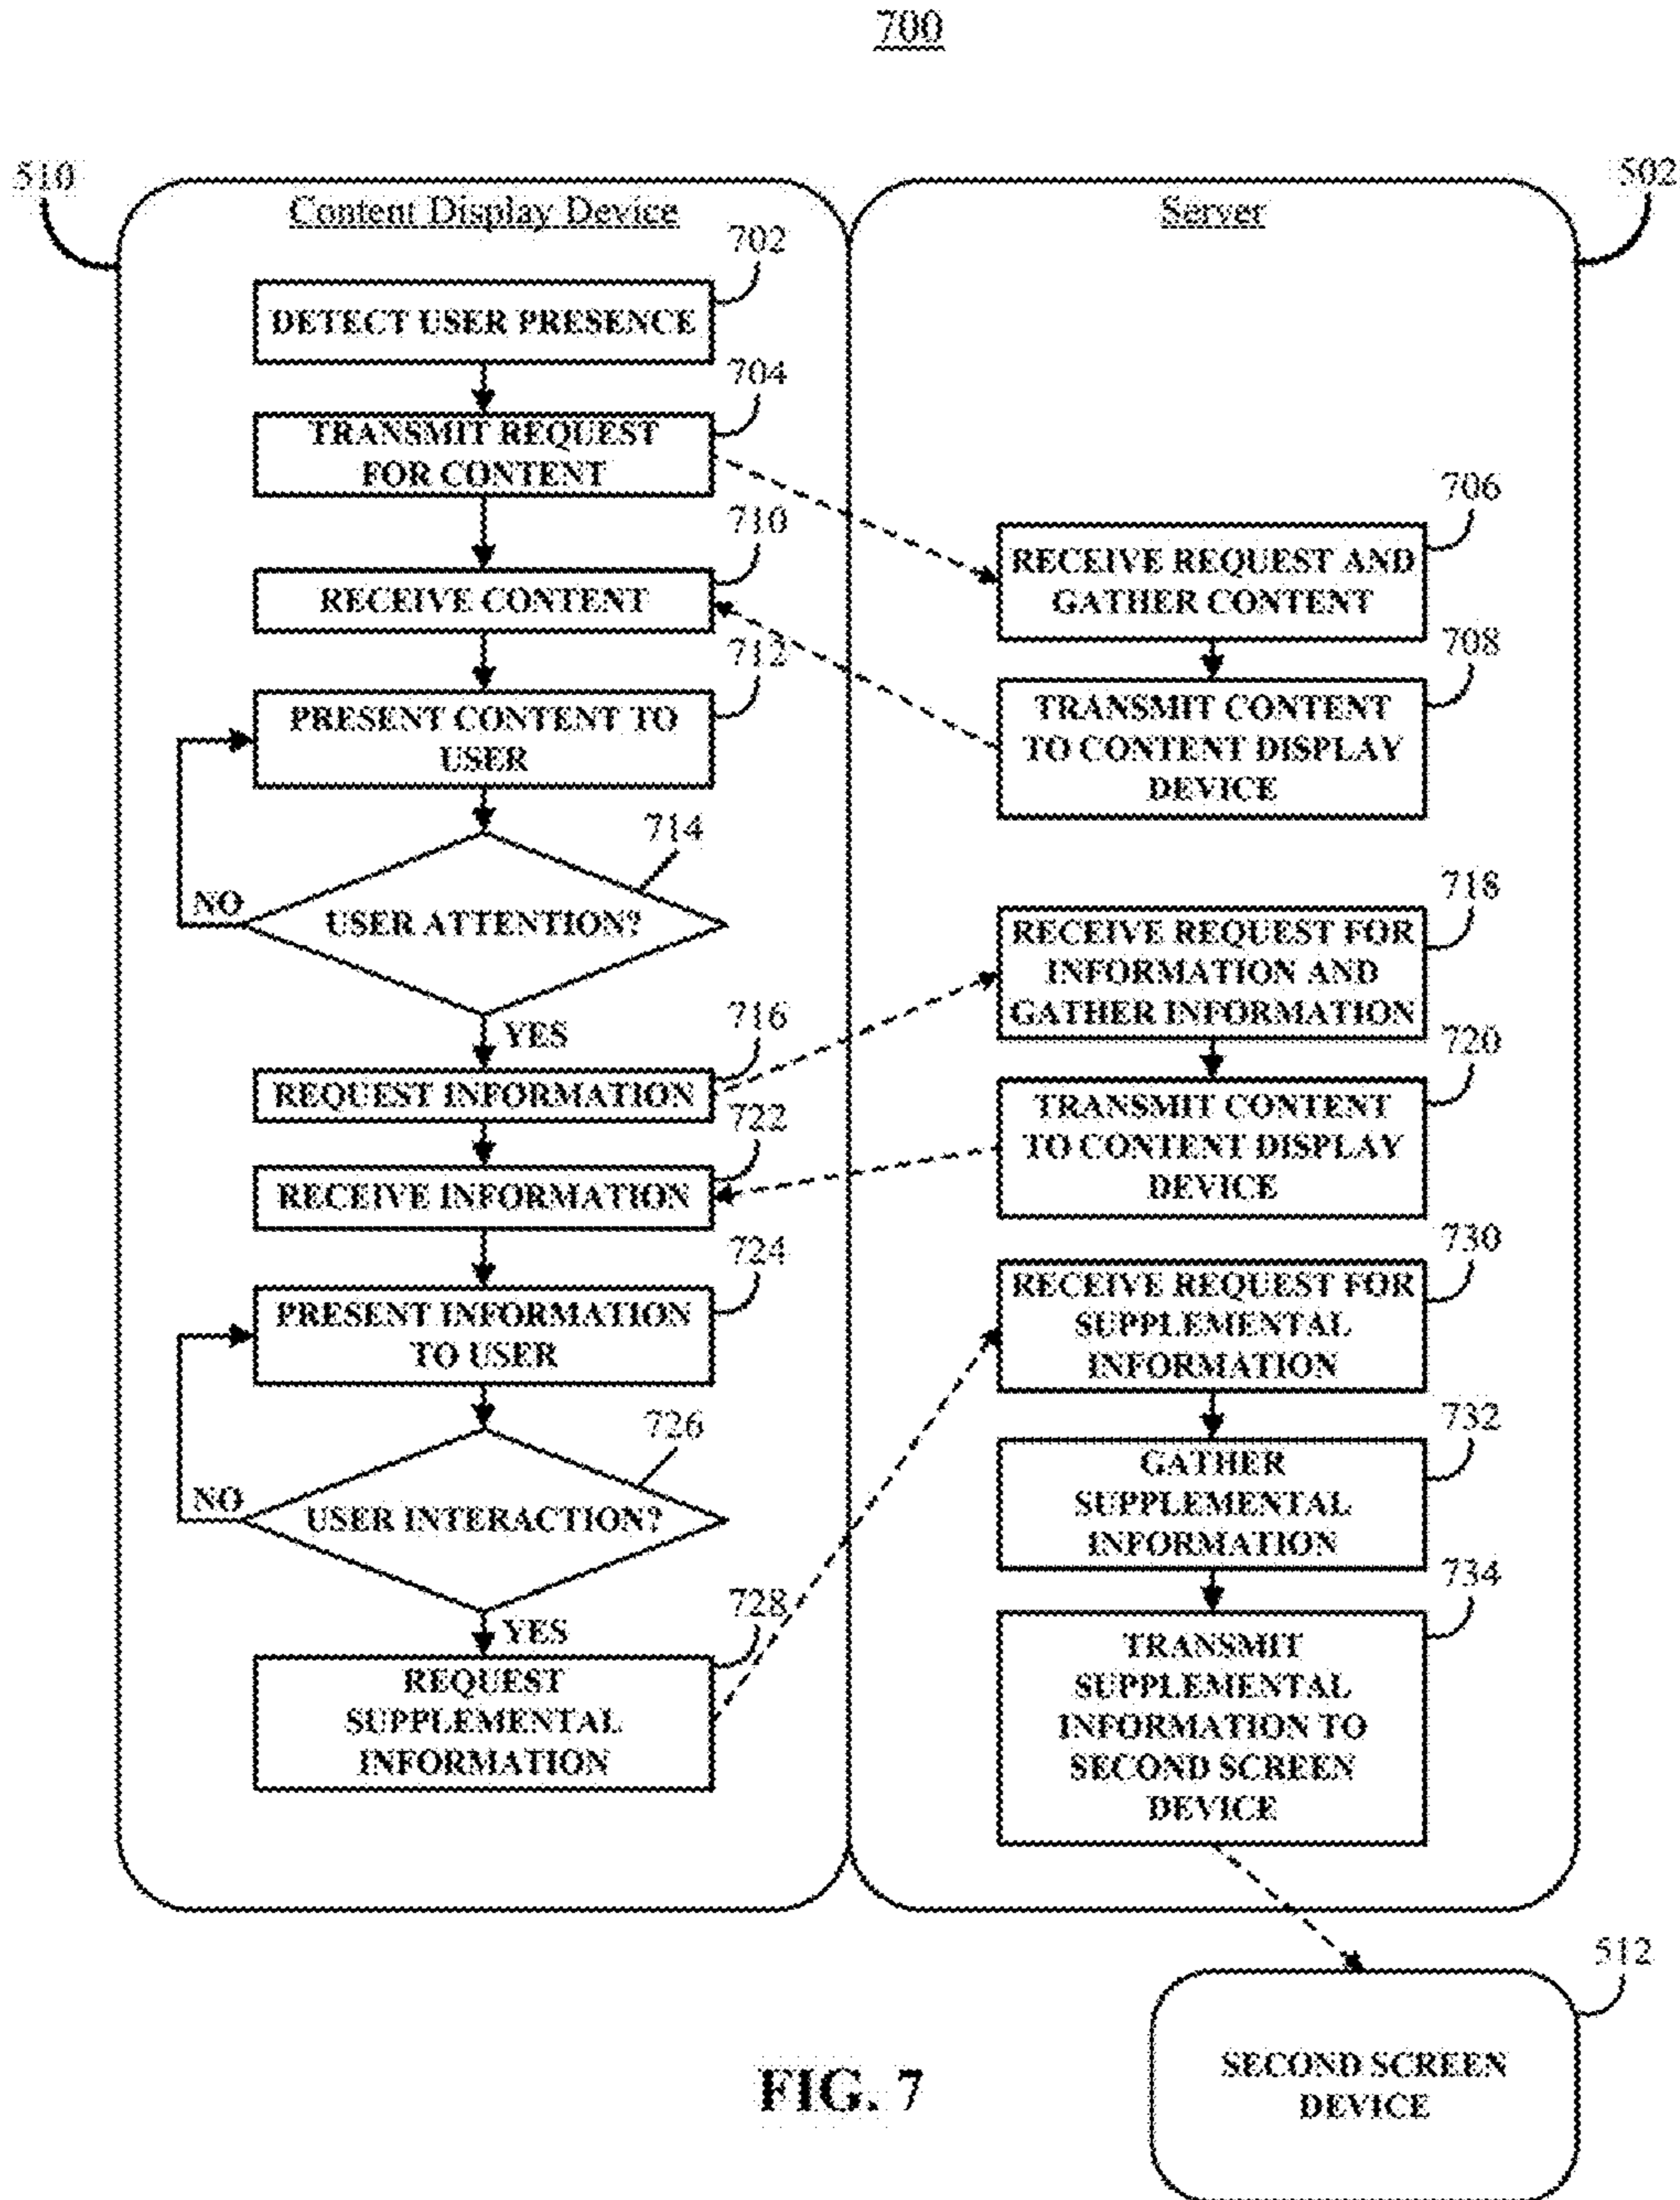 700
510
502
Content Display Device
702
DETECT USER PRESENCE
704
TRANSMIT REQUEST
FOR CONTENT
710
RECEIVE CONTENT
712
PRESENT CONTENT TO
USER
714
USER ATTENTION?
NO
YES
716
REQUEST INFORMATION
722
RECEIVE INFORMATION
724
PRESENT INFORMATION
TO USER
726
USER INTERACTION?
NO
YES
728
REQUEST
SUPPLEMENTAL
INFORMATION
Server
706
RECEIVE REQUEST AND
GATHER CONTENT
708
TRANSMIT CONTENT
TO CONTENT DISPLAY
DEVICE
718
RECEIVE REQUEST FOR
INFORMATION AND
GATHER INFORMATION
720
TRANSMIT CONTENT
TO CONTENT DISPLAY
DEVICE
730
RECEIVE REQUEST FOR
SUPPLEMENTAL
INFORMATION
732
GATHER
SUPPLEMENTAL
INFORMATION
734
TRANSMIT
SUPPLEMENTAL
INFORMATION TO
SECOND SCREEN
DEVICE
512
SECOND SCREEN
DEVICE
FIG. 7